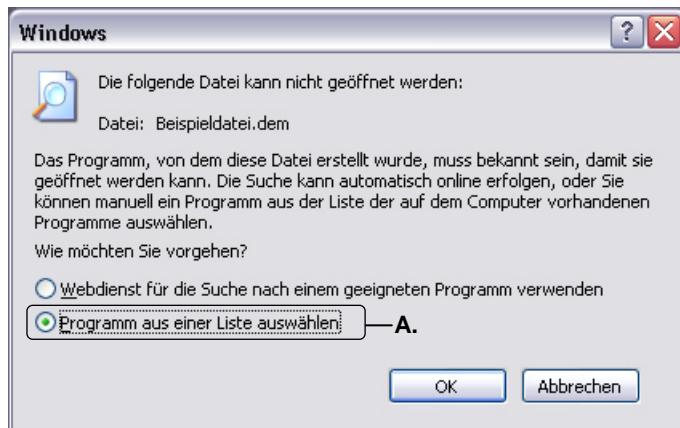 Windows
Die folgende Datei kann nicht geöffnet werden:
Datei: Beispieldatei.dem
Das Programm, von dem diese Datei erstellt wurde, muss bekannt sein, damit sie
geöffnet werden kann. Die Suche kann automatisch online erfolgen, oder Sie
können manuell ein Programm aus der Liste der auf dem Computer vorhandenen
Programme auswählen.
Wie möchten Sie vorgehen?
Webdienst für die Suche nach einem geeigneten Programm verwenden
Programm aus einer Liste auswählen
A.
OK
Abbrechen